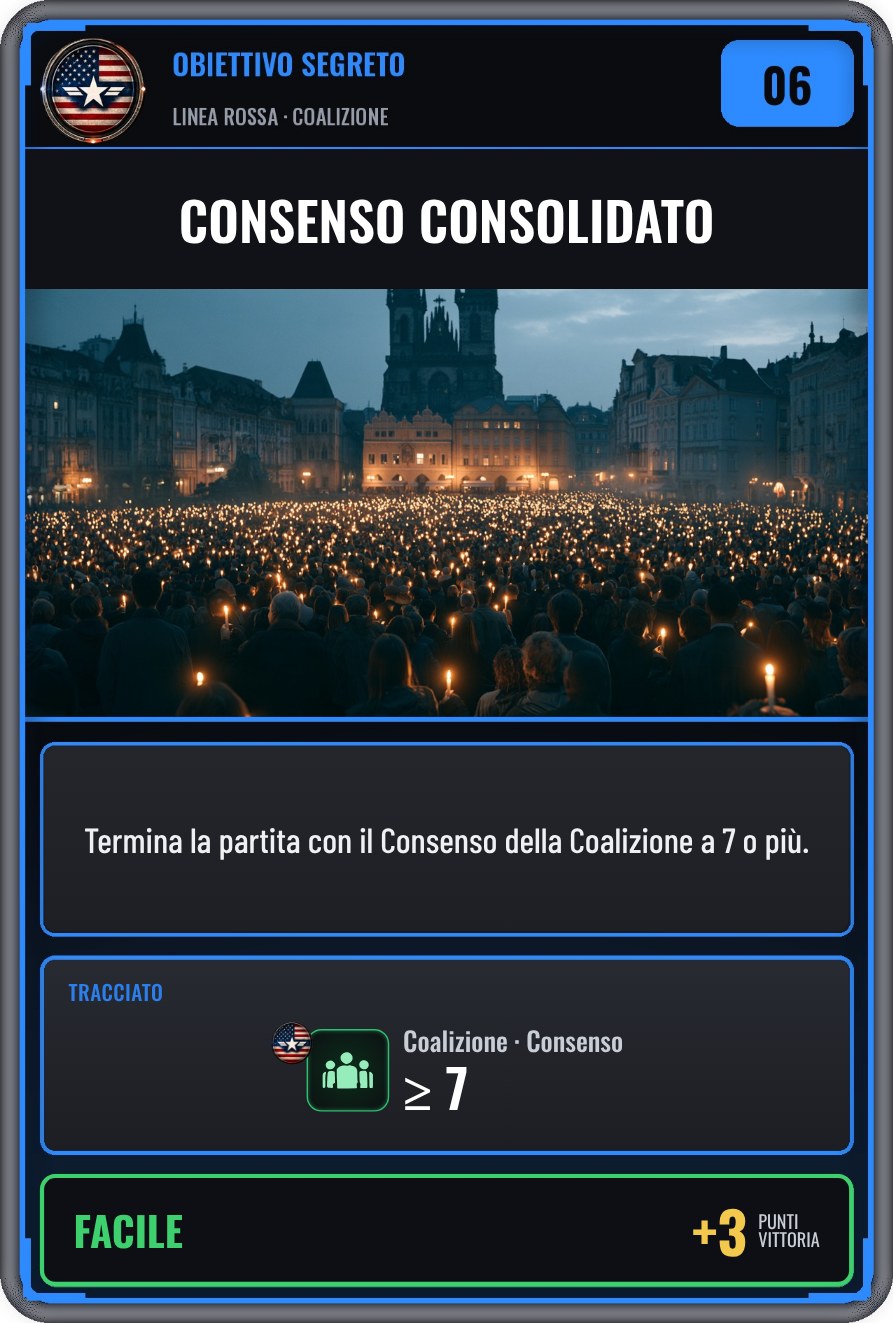 OBIETTIVO SEGRETO
LINEA ROSSA · COALIZIONE
06
CONSENSO CONSOLIDATO
Termina la partita con il Consenso della Coalizione a 7 o più.
TRACCIATO
Coalizione · Consenso
≥ 7
FACILE
+3 PUNTI
VITTORIA